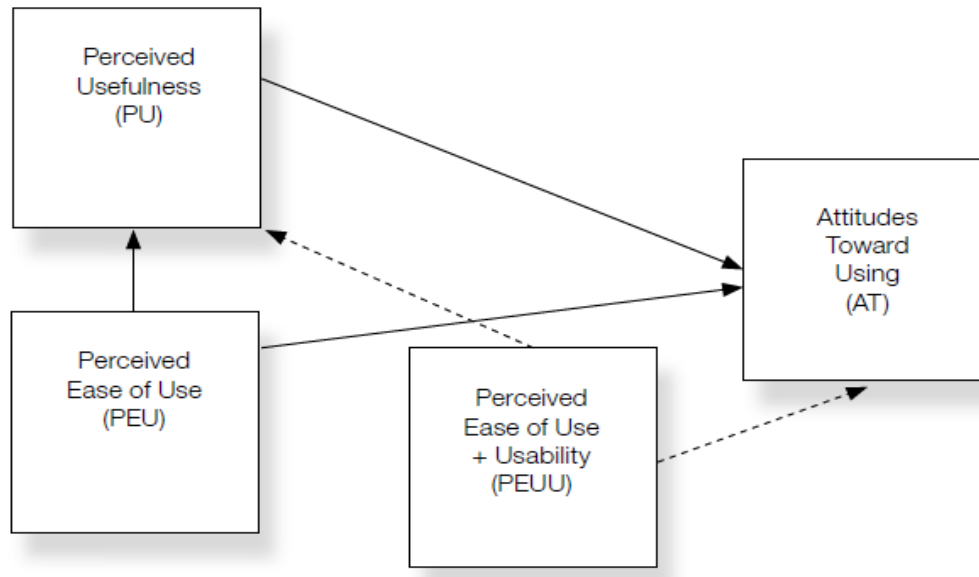 Perceived
Usefulness
(PU)
Attitudes
Toward
Using
(AT)
Perceived
Ease of Use
(PEU)
Perceived
Ease of Use
+ Usability
(PEUU)